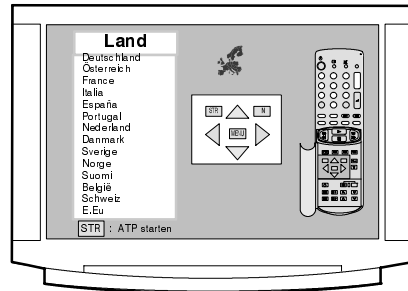 Land
Deutschland
Österreich
France
Italia
España
Portugal
Nederland
Danmark
Sverige
Norge
Suomi
België
Schweiz
E.Eu
STR : ATP starten
STR
N
MENU